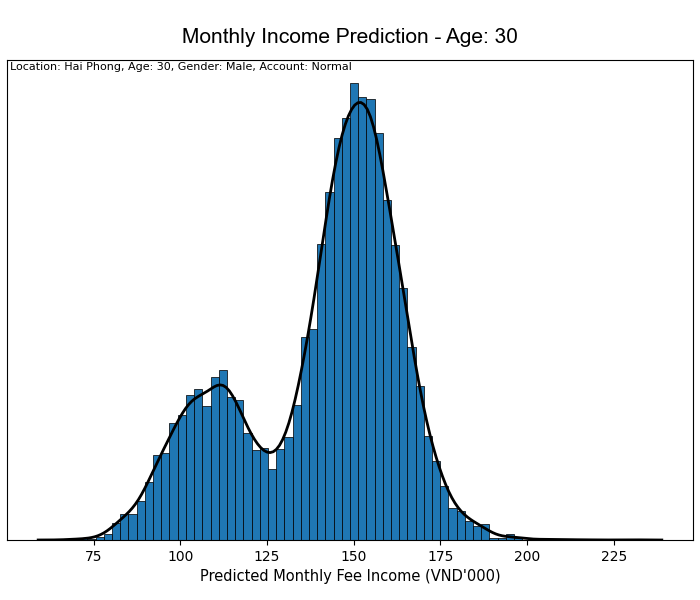 Monthly Income Prediction - Age: 30
Location: Hai Phong, Age: 30, Gender: Male, Account: Normal
75 100 125 150 175 200 225
Predicted Monthly Fee Income (VND'000)